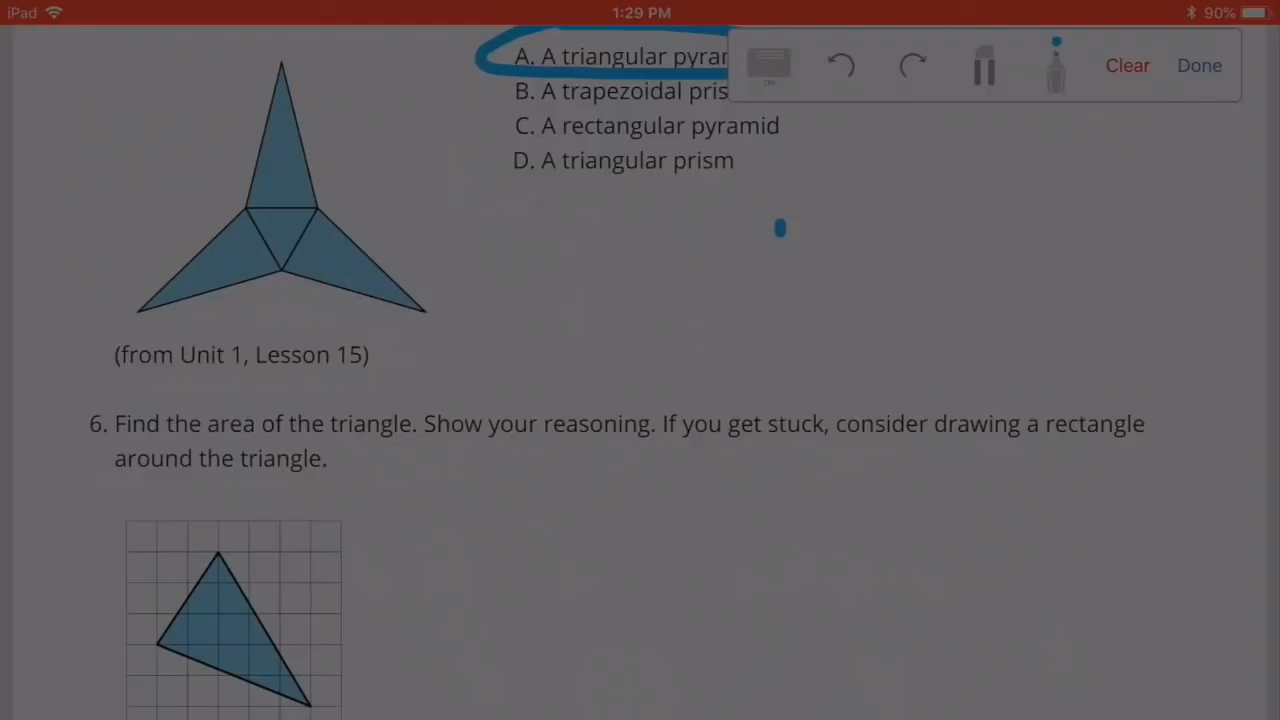 iPad 1:29 PM 90%
A. A triangular pyra
B. A trapezoidal pris
Clear Done
C. A rectangular pyramid
D. A triangular prism
(from Unit 1, Lesson 15)
6. Find the area of the triangle. Show your reasoning. If you get stuck, consider drawing a rectangle
around the triangle.